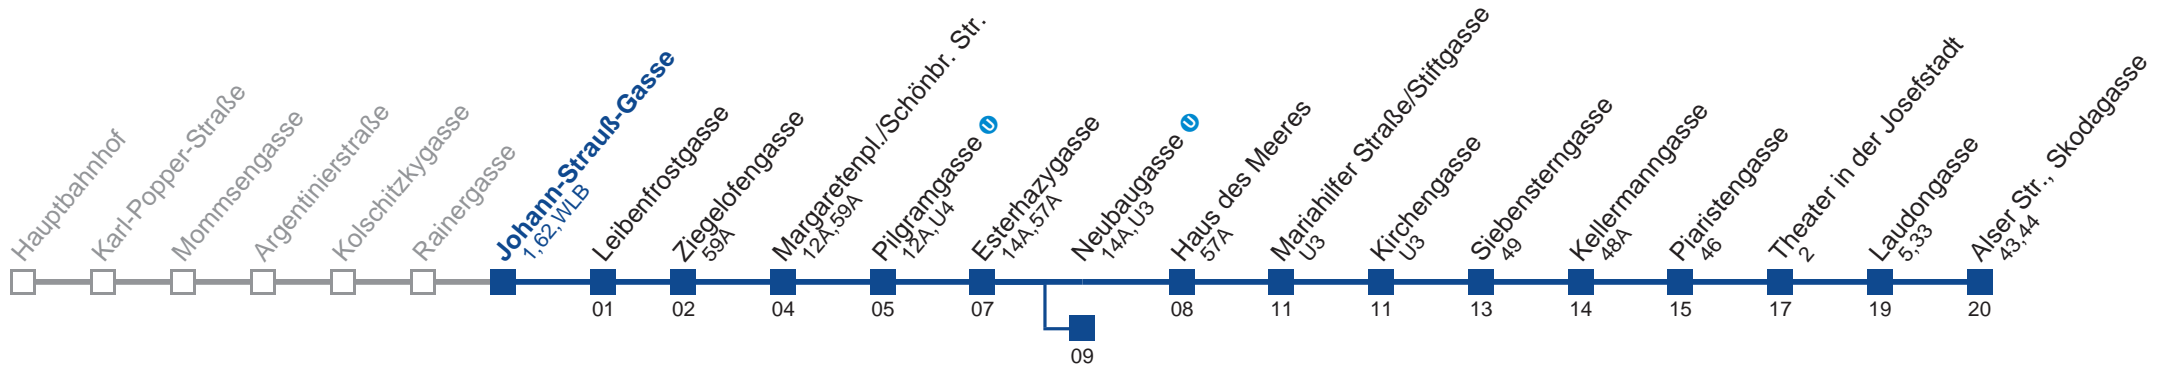 Hauptbahnhof
Karl-Popper-Straße
Mommsengasse
Argentinierstraße
Kolschitzkygasse
Rainergasse
Johann-Strauß-Gasse
1,62,WLB
Leibenfrostgasse
01
Ziegelofengasse
59A
02
Margaretenpl./Schönbr. Str.
12A,59A
04
Pilgramgasse U
12A,U4
05
Esterhazygasse
14A,57A
07
Neubaugasse U
14A,U3
09
Haus des Meeres
57A
08
Mariahilfer Straße/Stiftgasse
U3
11
Kirchengasse
U3
11
Siebensterngasse
49
13
Kellermanngasse
48A
14
Piaristengasse
46
15
Theater in der Josefstadt
2
17
Laudongasse
5,33
19
Alser Str., Skodagasse
43,44
20